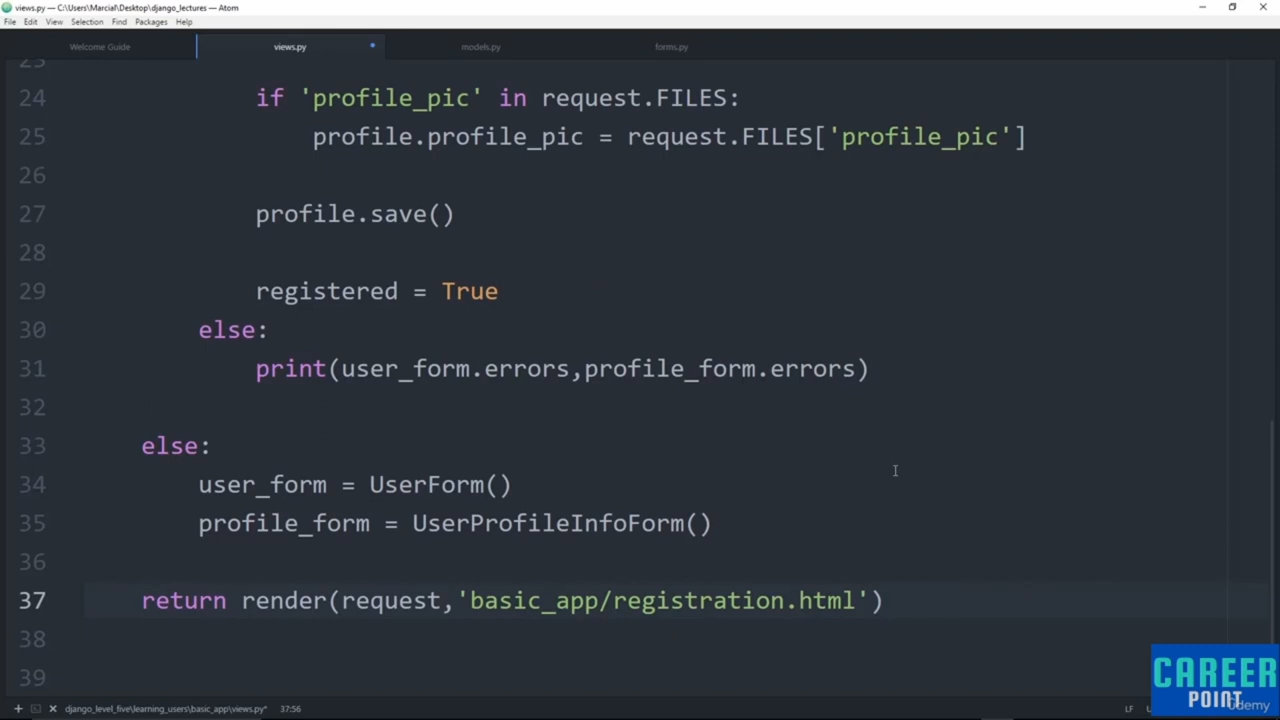 views.py — C:\Users\Marcial\Desktop\django_lectures — Atom
File Edit View Selection Find Packages Help
Welcome Guide views.py models.py forms.py
23
24 if 'profile_pic' in request.FILES:
25 profile.profile_pic = request.FILES['profile_pic']
26
27 profile.save()
28
29 registered = True
30 else:
31 print(user_form.errors,profile_form.errors)
32
33 else:
34 user_form = UserForm()
35 profile_form = UserProfileInfoForm()
36
37 return render(request,'basic_app/registration.html')
38
39
django_level_five\learning_users\basic_app\views.py* 37:56 LF
CAREER
POINT
Udemy